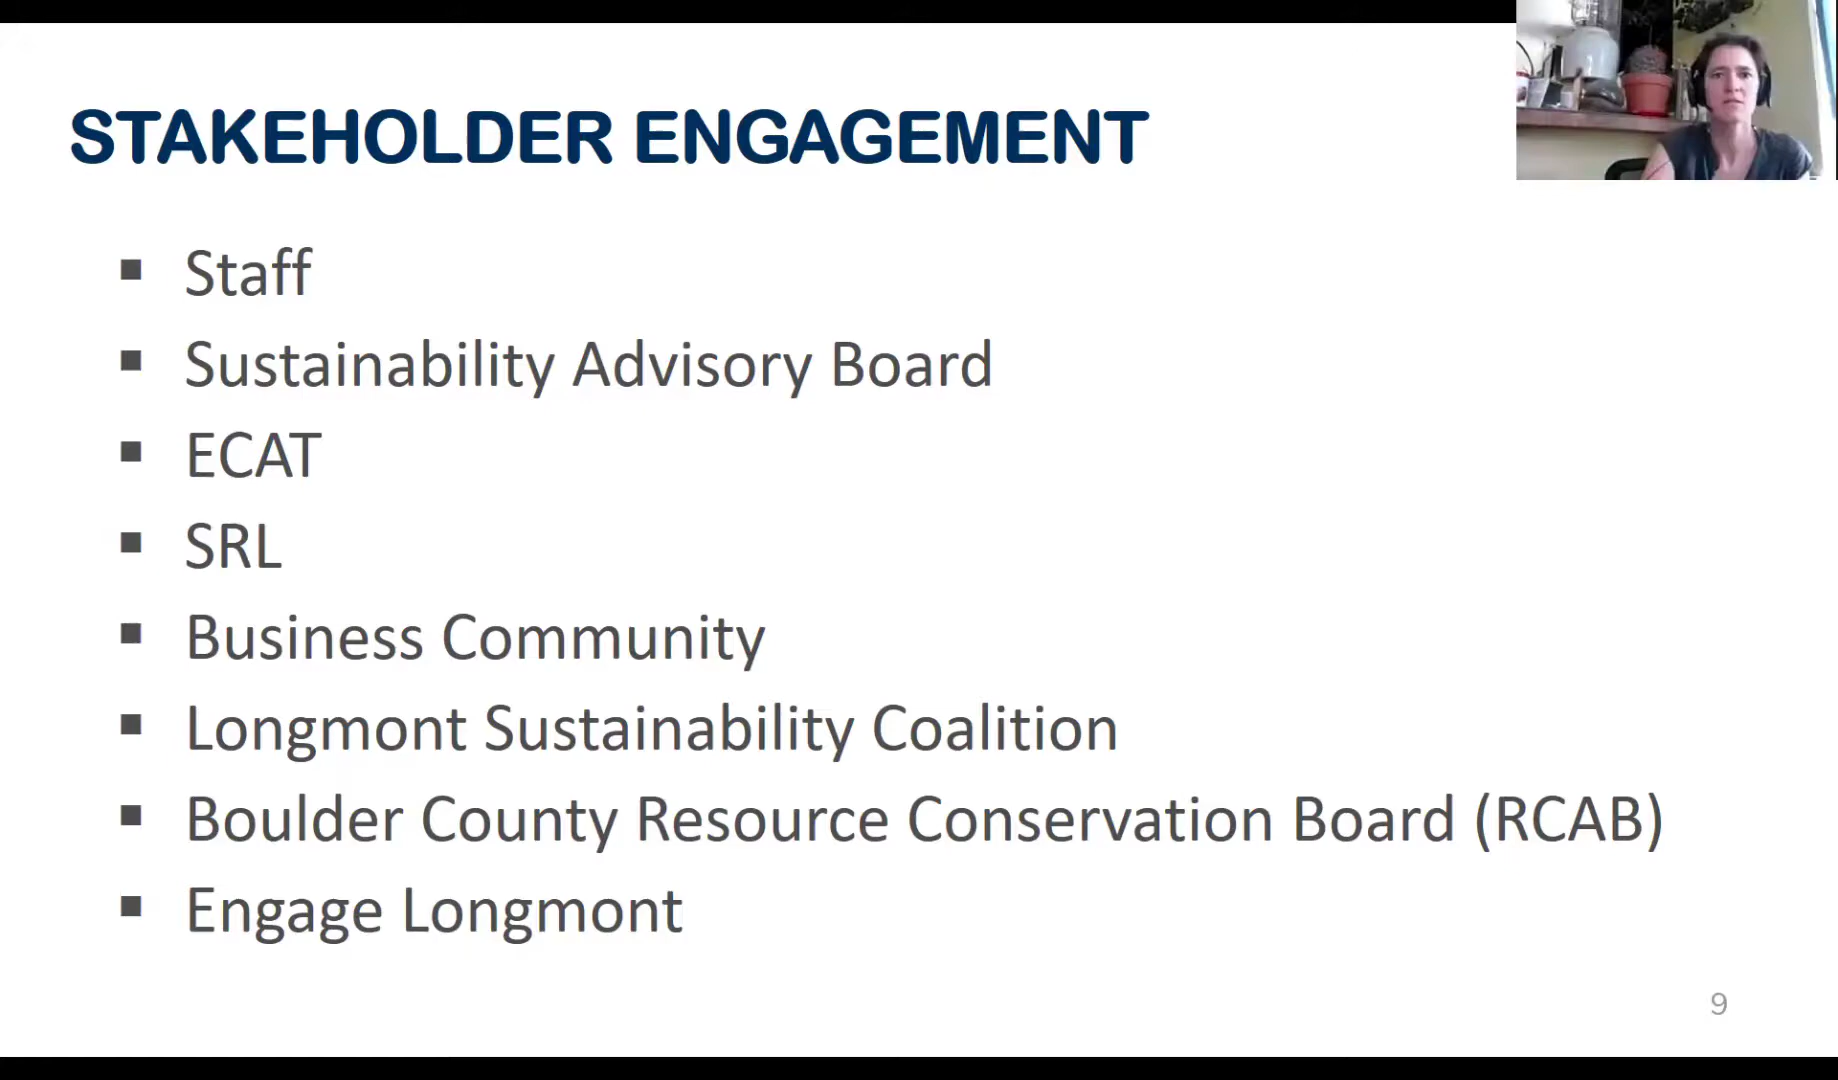 STAKEHOLDER ENGAGEMENT
Staff
Sustainability Advisory Board
ECAT
SRL
Business Community
Longmont Sustainability Coalition
Boulder County Resource Conservation Board (RCAB)
Engage Longmont
9